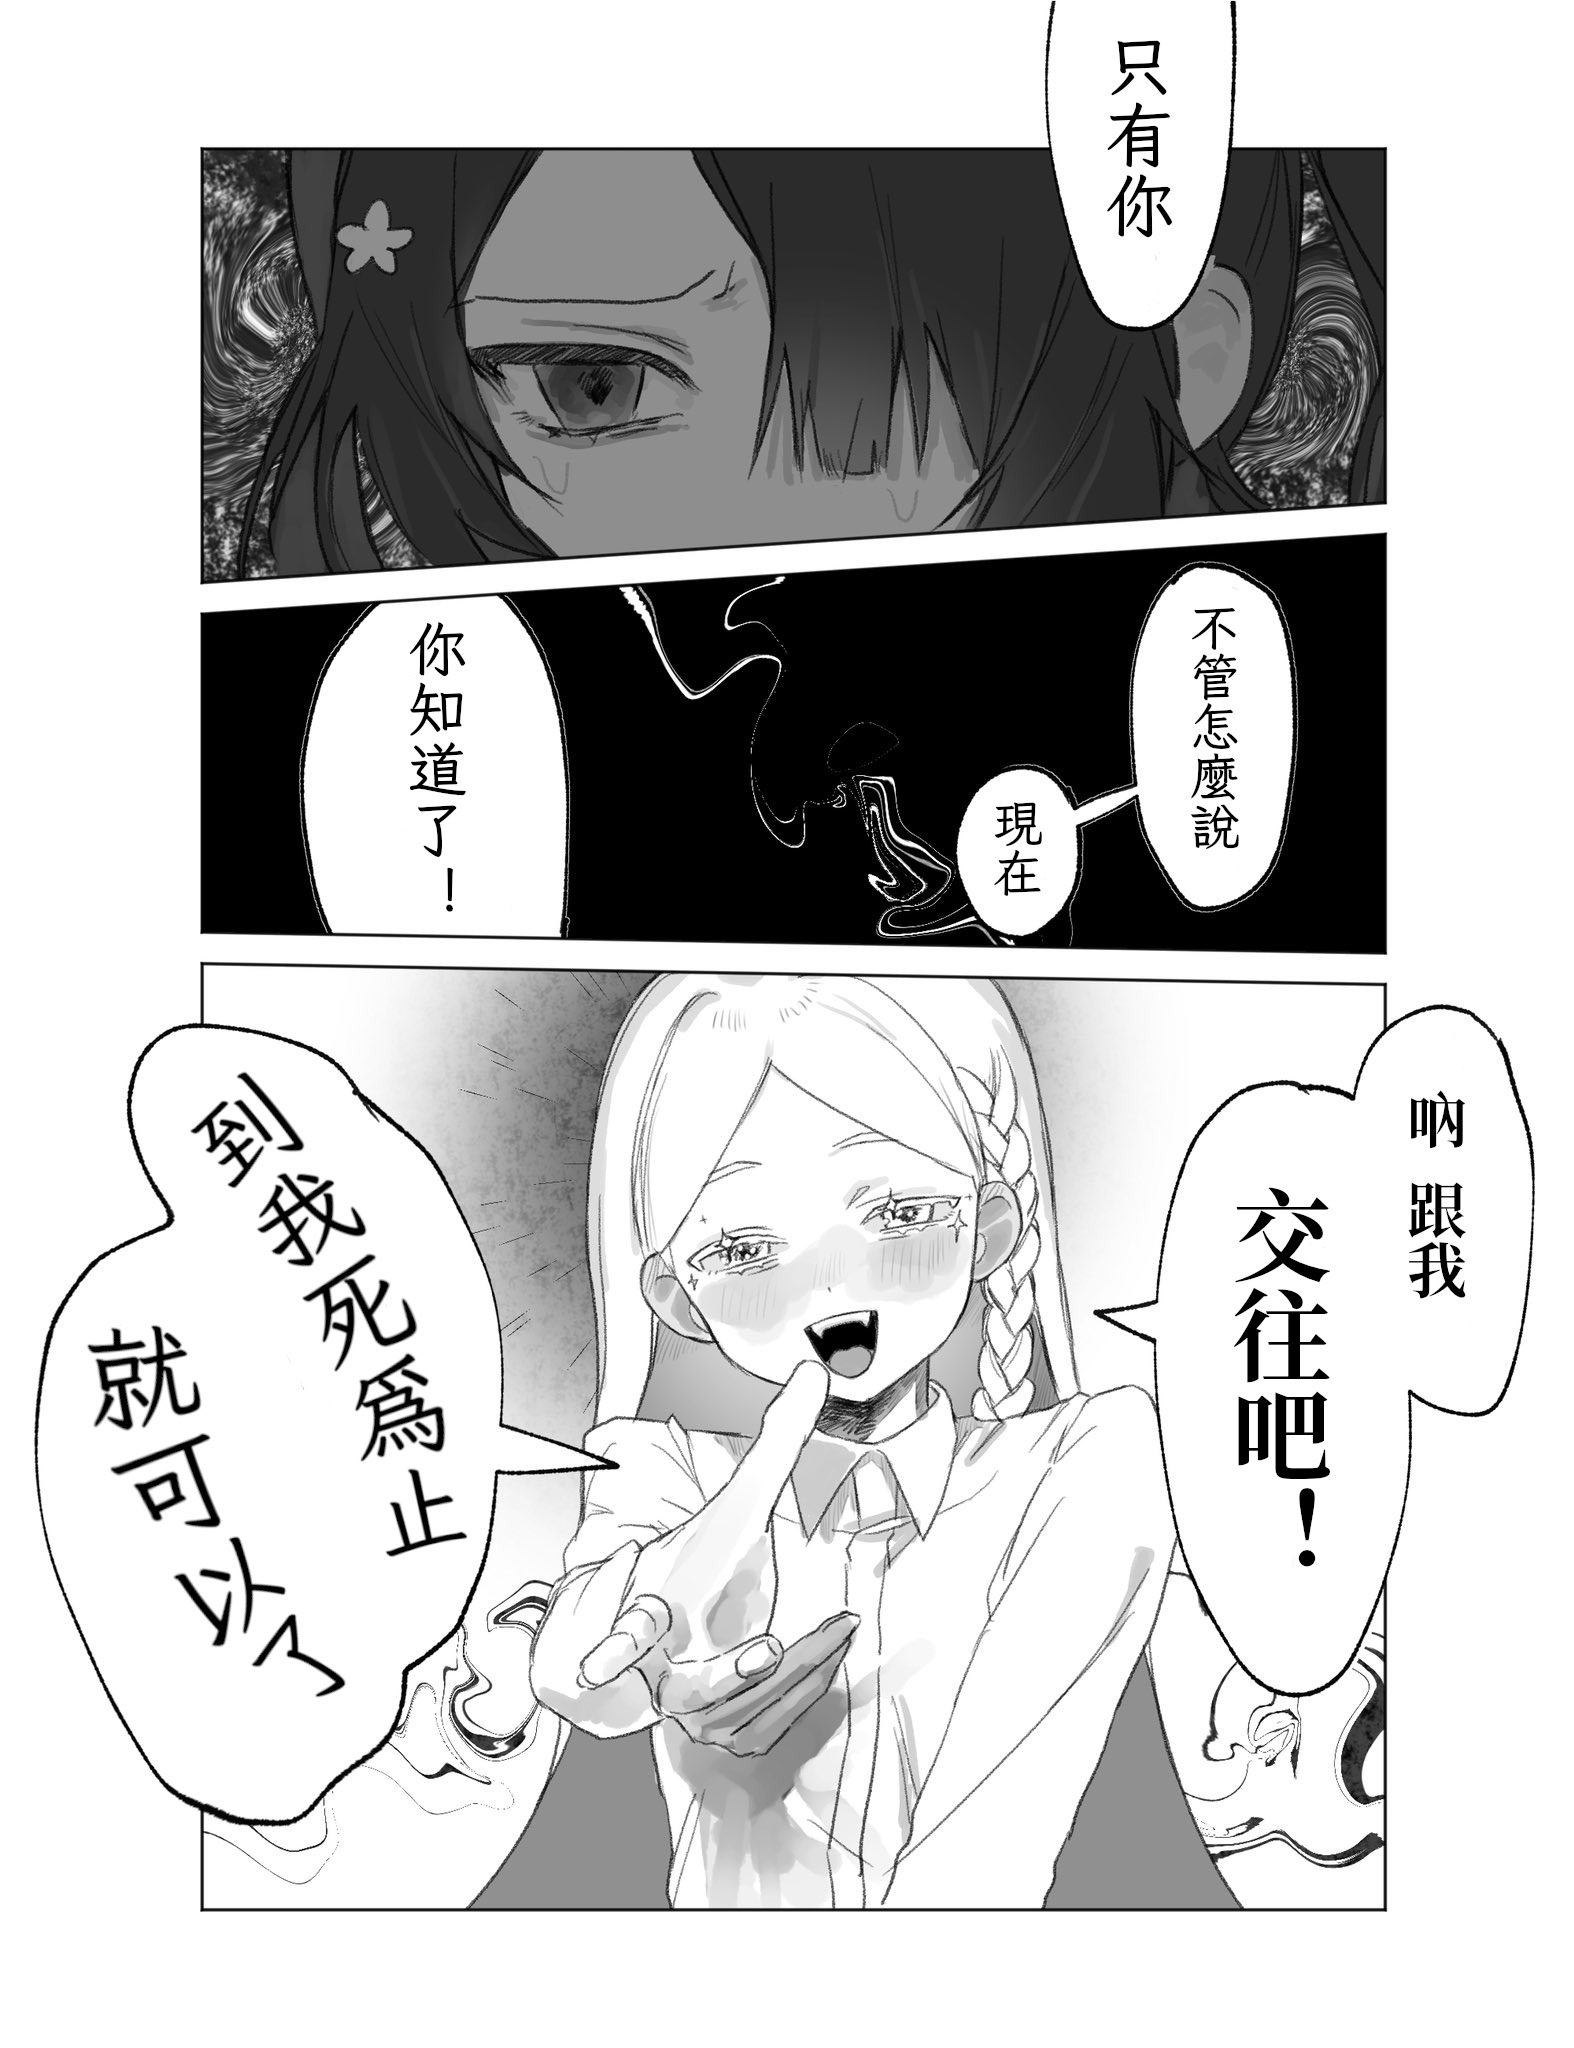 只有你
不管怎麼說
現在
你知道了！
吶 跟我
交往吧！
到我死為止
就可以了